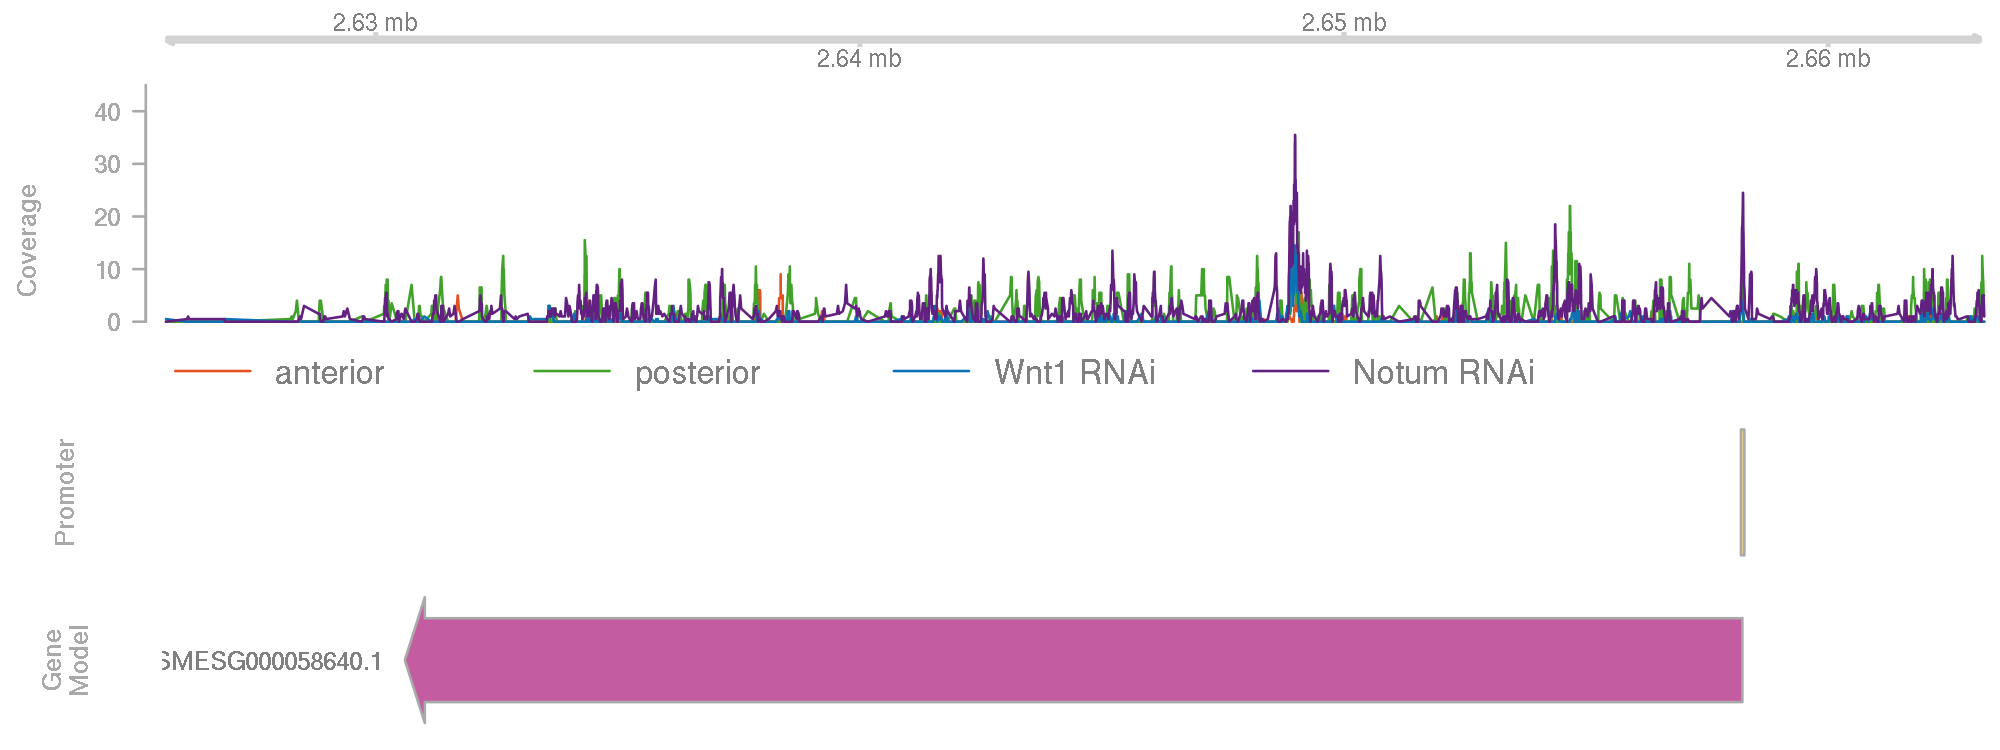 2.63 mb
2.65 mb
2.64 mb
2.66 mb
Coverage
40
30
20
10
0
anterior posterior Wnt1 RNAi Notum RNAi
Promoter
Gene
Model
SMESG000058640.1